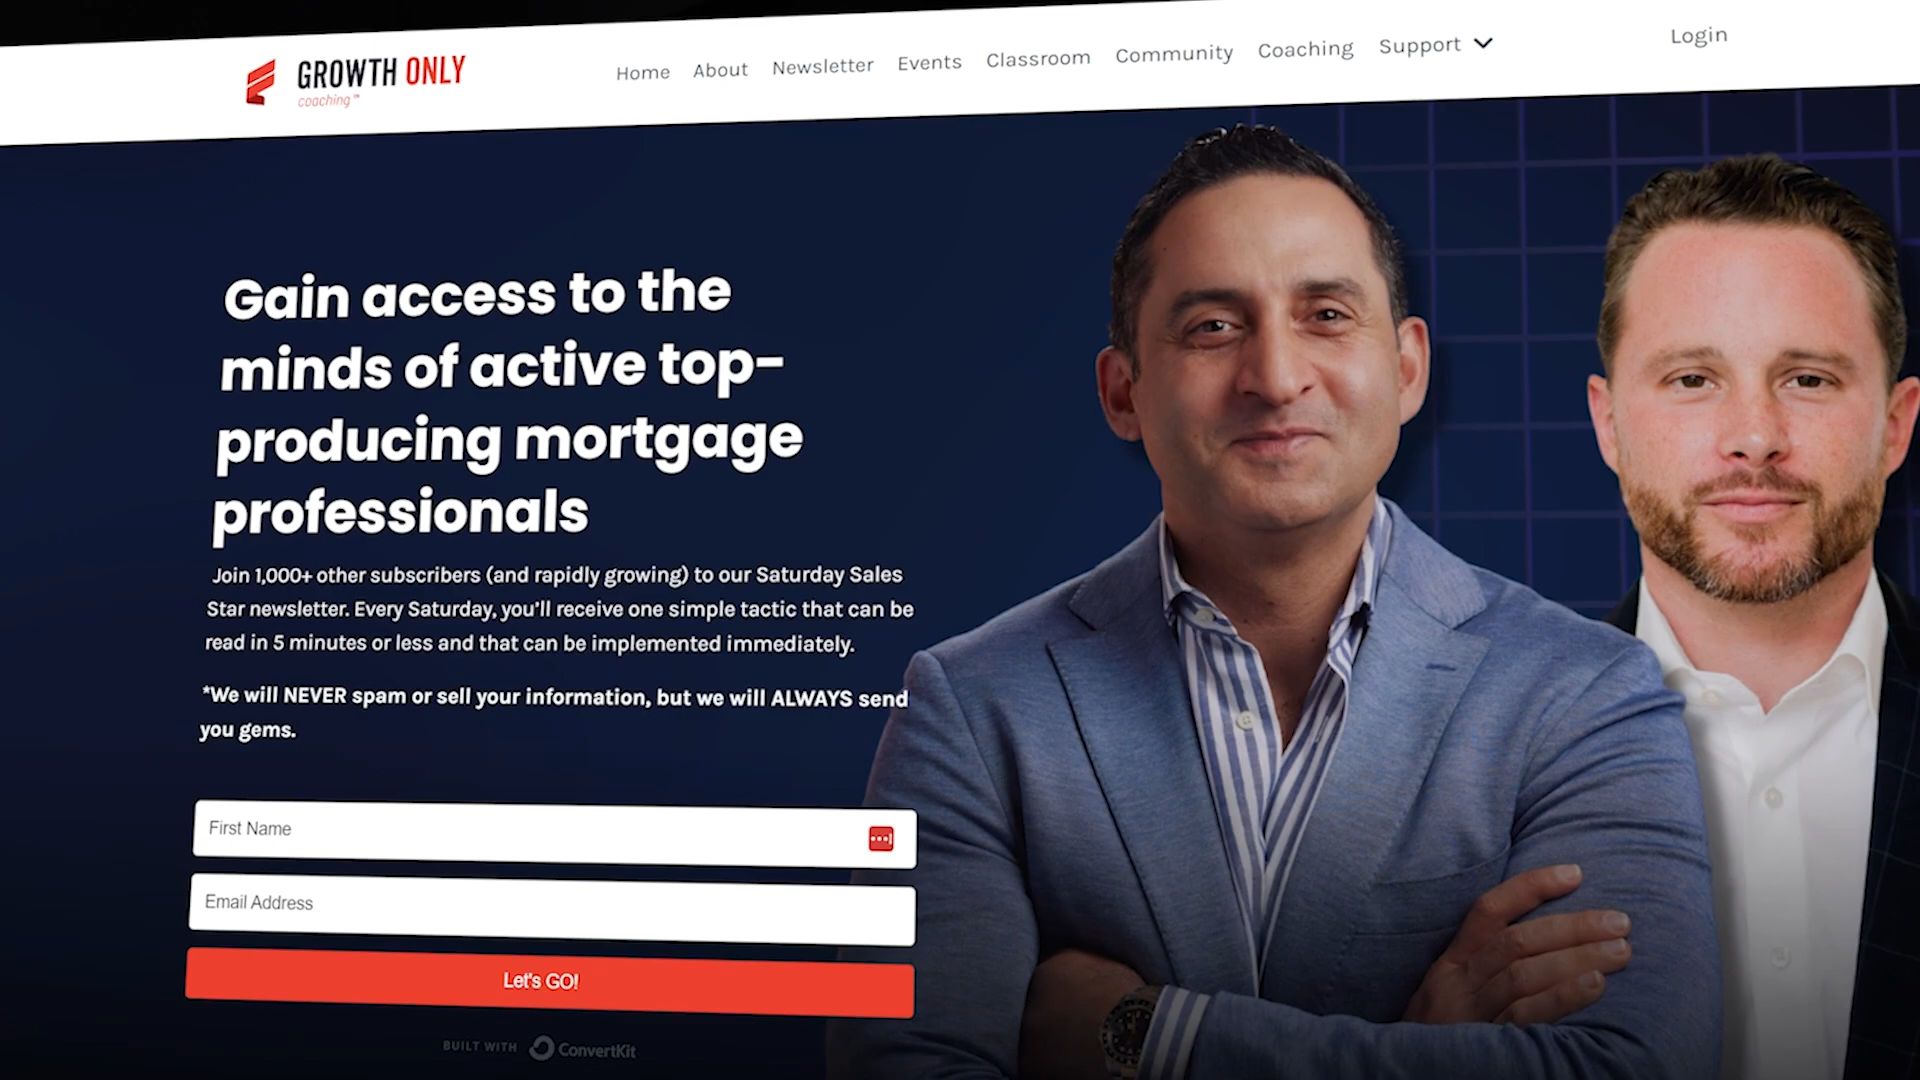 GROWTH ONLY
coaching™
Home About Newsletter Events Classroom Community Coaching Support Login
Gain access to the
minds of active top-
producing mortgage
professionals
Join 1,000+ other subscribers (and rapidly growing) to our Saturday Sales
Star newsletter. Every Saturday, you'll receive one simple tactic that can be
read in 5 minutes or less and that can be implemented immediately.
*We will NEVER spam or sell your information, but we will ALWAYS send
you gems.
First Name
Email Address
Let's GO!
BUILT WITH ConvertKit